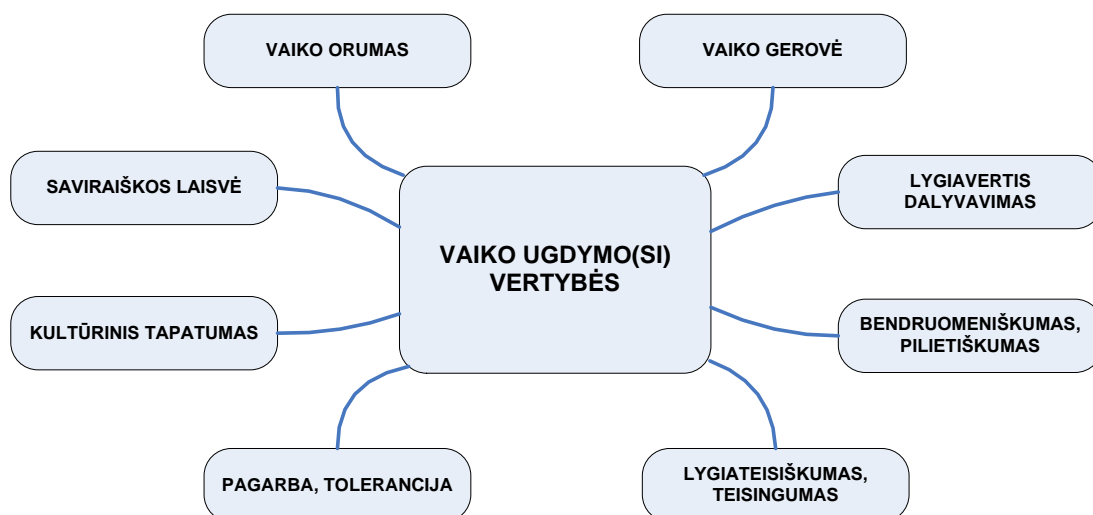 VAIKO ORUMAS
VAIKO GEROVĖ
SAVIRAIŠKOS LAISVĖ
LYGIAVERTIS
DALYVAVIMAS
VAIKO UGDYMO(SI)
VERTYBĖS
KULTŪRINIS TAPATUMAS
BENDRUOMENIŠKUMAS,
PILIETIŠKUMAS
PAGARBA, TOLERANCIJA
LYGIATEISIŠKUMAS,
TEISINGUMAS